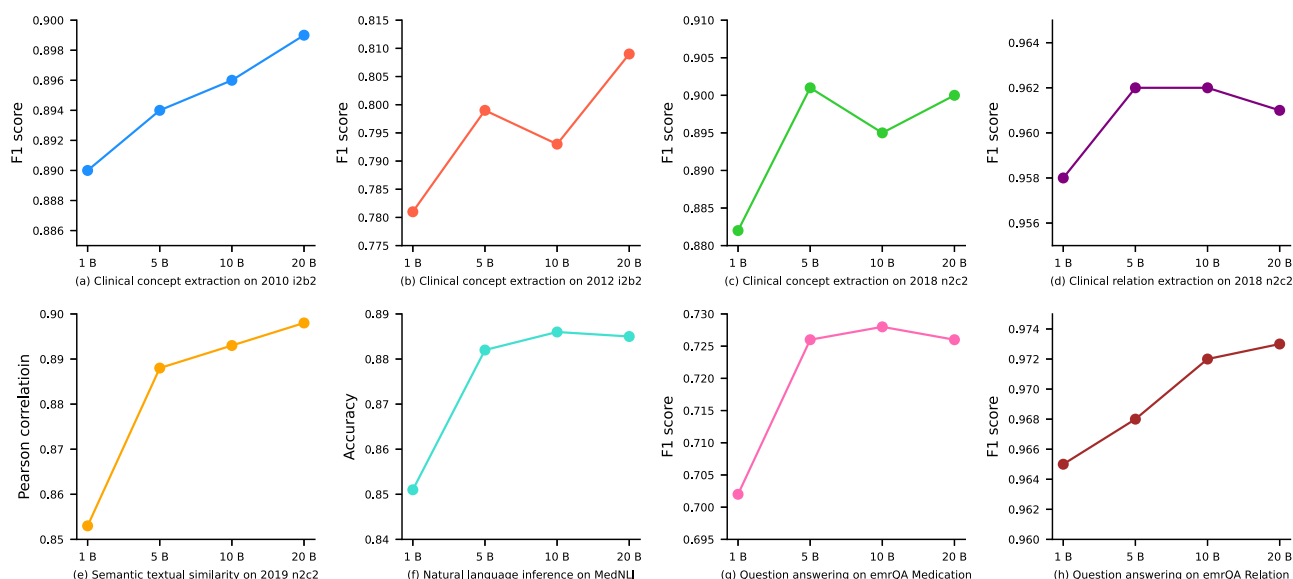 0.900
0.898
0.896
0.894
0.892
0.890
0.888
0.886
F1 score
1 B
5 B
10 B
20 B
(a) Clinical concept extraction on 2010 i2b2
0.815
0.810
0.805
0.800
0.795
0.790
0.785
0.780
0.775
F1 score
1 B
5 B
10 B
20 B
(b) Clinical concept extraction on 2012 i2b2
0.910
0.905
0.900
0.895
0.890
0.885
0.880
F1 score
1 B
5 B
10 B
20 B
(c) Clinical concept extraction on 2018 n2c2
0.964
0.962
0.960
0.958
0.956
F1 score
1 B
5 B
10 B
20 B
(d) Clinical relation extraction on 2018 n2c2
0.90
0.89
0.88
0.87
0.86
0.85
Pearson correlatioin
1 B
5 B
10 B
20 B
(e) Semantic textual similarity on 2019 n2c2
0.89
0.88
0.87
0.86
0.85
0.84
Accuracy
1 B
5 B
10 B
20 B
(f) Natural language inference on MedNLI
0.730
0.725
0.720
0.715
0.710
0.705
0.700
0.695
F1 score
1 B
5 B
10 B
20 B
(g) Question answering on emrQA Medication
0.974
0.972
0.970
0.968
0.966
0.964
0.962
0.960
F1 score
1 B
5 B
10 B
20 B
(h) Question answering on emrQA Relation